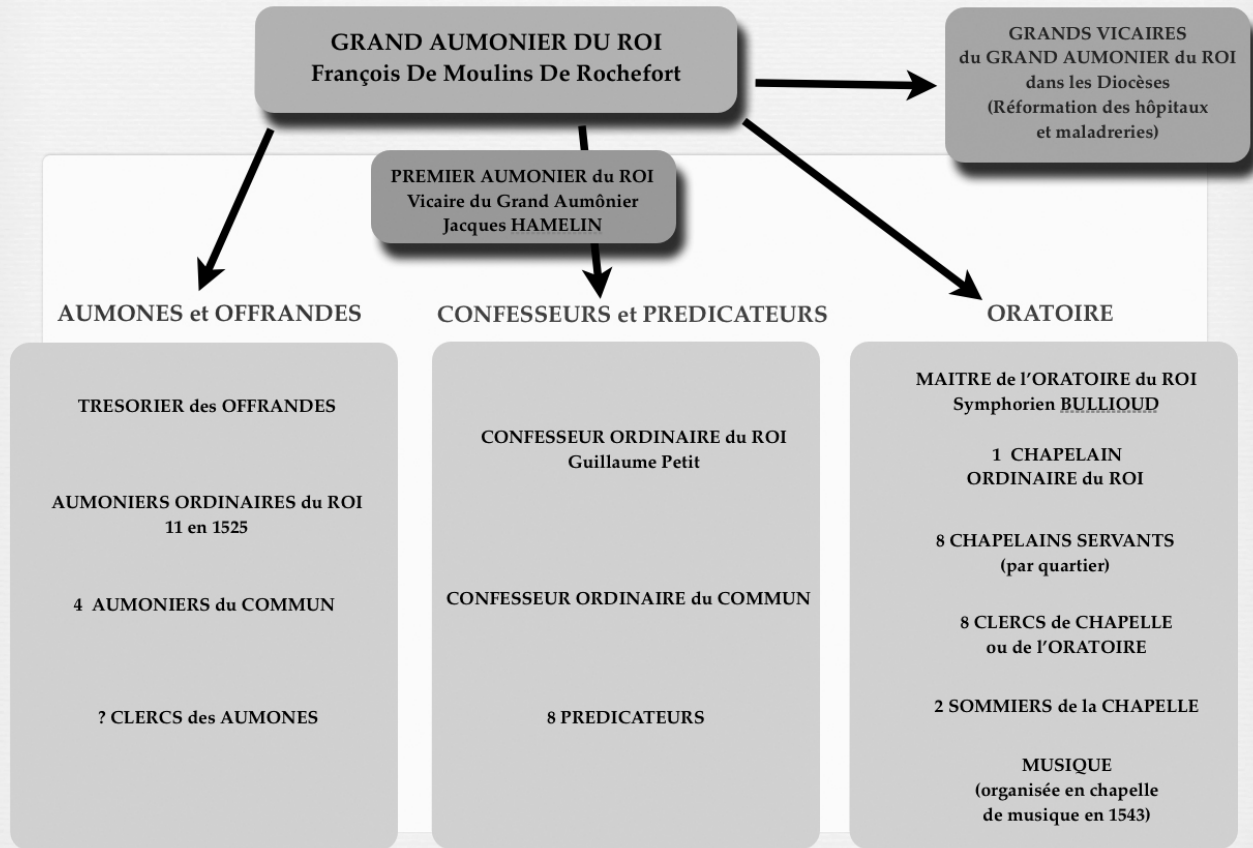 GRAND AUMONIER DU ROI
François De Moulins De Rochefort
GRANDS VICAIRES
du GRAND AUMONIER du ROI
dans les Diocèses
(Réformation des hôpitaux
et maladreries)
PREMIER AUMONIER du ROI
Vicaire du Grand Aumônier
Jacques HAMELIN
AUMONES et OFFRANDES
TRESORIER des OFFRANDES
AUMONIERS ORDINAIRES du ROI
11 en 1525
4 AUMONIERS du COMMUN
? CLERCS des AUMONES
CONFESSEURS et PREDICATEURS
CONFESSEUR ORDINAIRE du ROI
Guillaume Petit
CONFESSEUR ORDINAIRE du COMMUN
8 PREDICATEURS
ORATOIRE
MAITRE de l'ORATOIRE du ROI
Symphorien BULLIOUD
1 CHAPELAIN
ORDINAIRE du ROI
8 CHAPELAINS SERVANTS
(par quartier)
8 CLERCS de CHAPELLE
ou de l'ORATOIRE
2 SOMMIERS de la CHAPELLE
MUSIQUE
(organisée en chapelle
de musique en 1543)